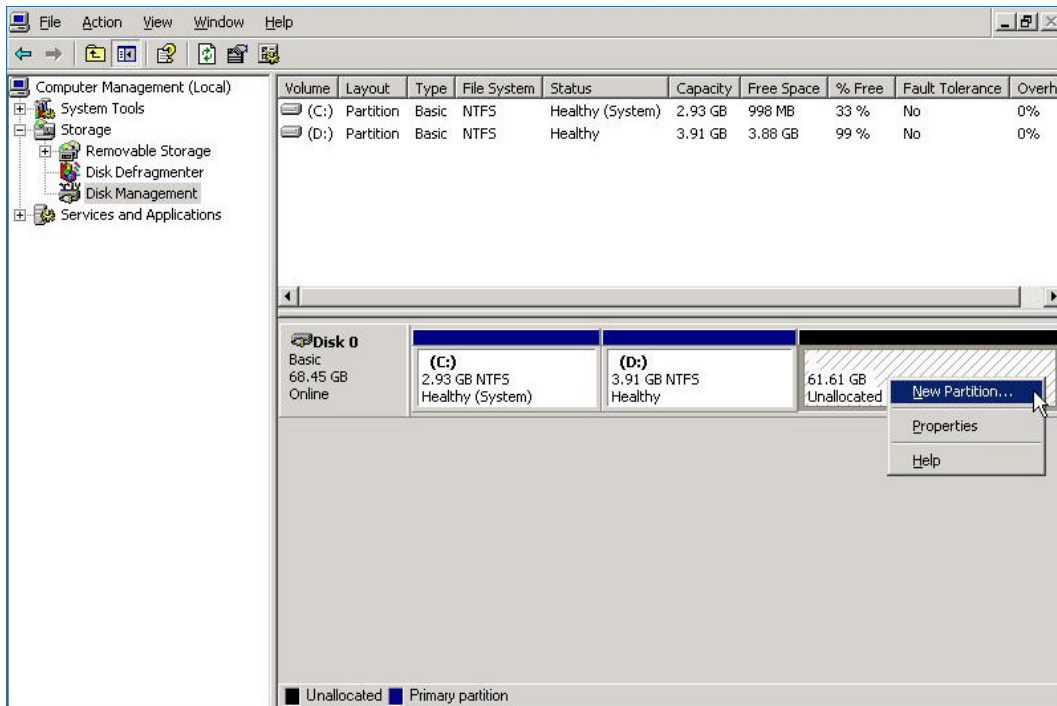 File Action View Window Help
Computer Management (Local)
System Tools
Storage
Removable Storage
Disk Defragmenter
Disk Management
Services and Applications
Volume Layout Type File System Status Capacity Free Space % Free Fault Tolerance Overh
(C:) Partition Basic NTFS Healthy (System) 2.93 GB 998 MB 33 % No 0%
(D:) Partition Basic NTFS Healthy 3.91 GB 3.88 GB 99 % No 0%
Disk 0
Basic
68.45 GB
Online
(C:)
2.93 GB NTFS
Healthy (System)
(D:)
3.91 GB NTFS
Healthy
61.61 GB
Unallocated
New Partition...
Properties
Help
Unallocated Primary partition